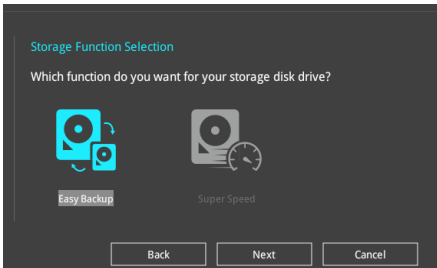 Storage Function Selection
Which function do you want for your storage disk drive?
Easy Backup
Super Speed
Back
Next
Cancel